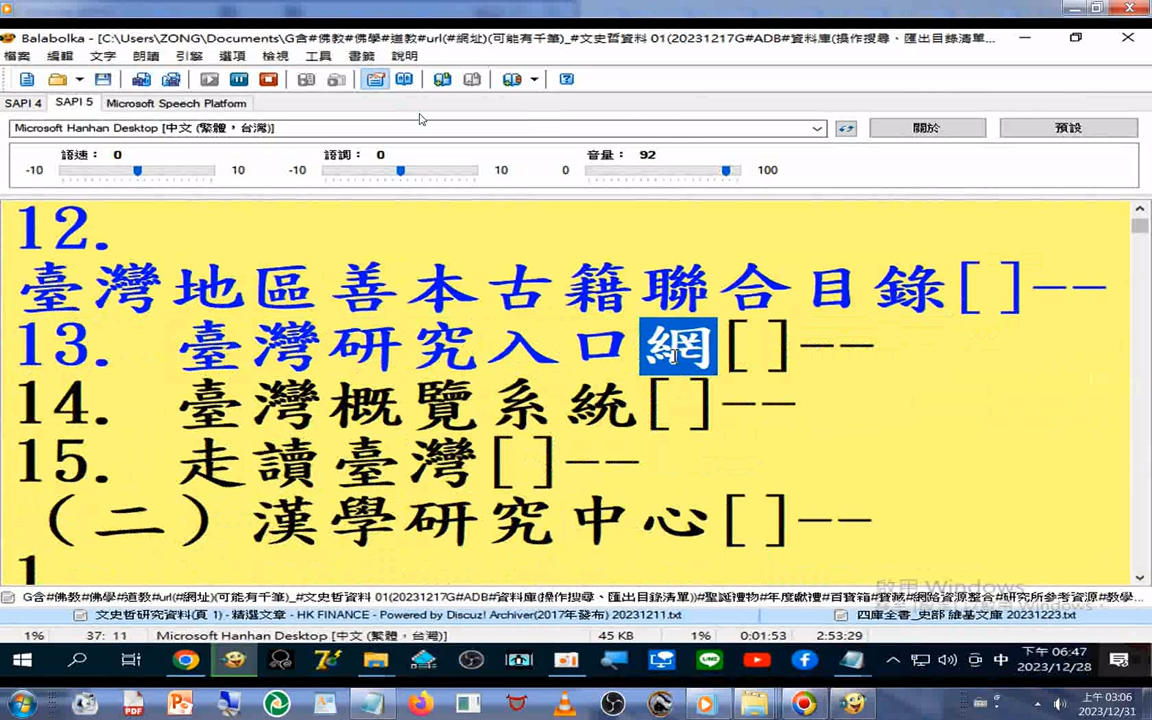 Balabolka - [C:\Users\ZONG\Documents\G含#佛教#佛學#道教#url(#網址)(可能有千筆)_#文史哲資料 01(20231217G#ADB#資料庫(操作搜尋、匯出目錄清單...
檔案 編輯 文字 朗讀 引擎 選項 檢視 工具 書籤 說明
SAPI 4 SAPI 5 Microsoft Speech Platform
Microsoft Hanhan Desktop [中文 (繁體，台灣)] 關於 預設
語速： 0 語調： 0 音量： 92
-10 10 -10 10 0 100
12.
臺灣地區善本古籍聯合目錄[]--
13. 臺灣研究入口網[]--
14. 臺灣概覽系統[]--
15. 走讀臺灣[]--
(二)漢學研究中心[]--
1
啟用 Windows
G含#佛教#佛學#道教#url(#網址)(可能有千筆)_#文史哲資料 01(20231217G#ADB#資料庫(操作搜尋、匯出目錄清單))#聖誕禮物#年度獻禮#百寶箱#寶藏#網路資源整合#研究所參考資源#教學...
文史哲研究資料(頁 1) - 精選文章 - HK FINANCE - Powered by Discuz! Archiver(2017年發布) 20231211.txt 四庫全書_史部 維基文庫 20231223.txt
1% 37: 11 Microsoft Hanhan Desktop [中文 (繁體，台灣)] 45 KB 1% 0:01:53 2:53:29
中 下午 06:47
2023/12/28
上午 03:06
2023/12/31